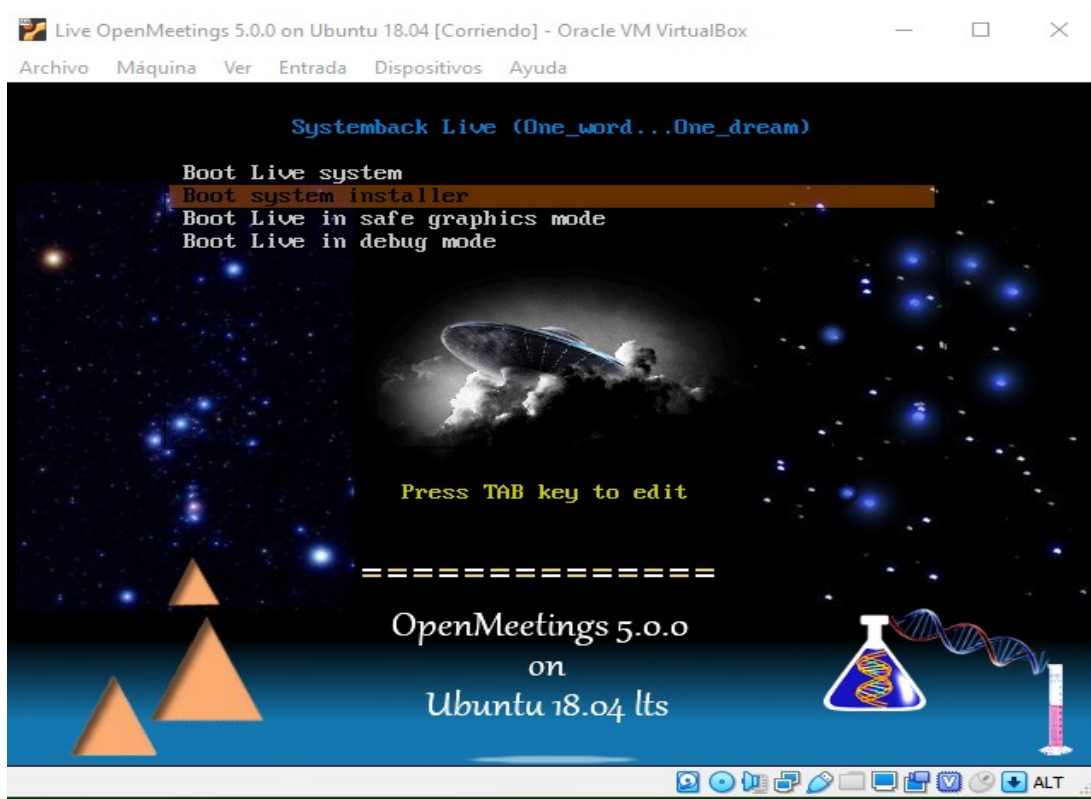 Live OpenMeetings 5.0.0 on Ubuntu 18.04 [Corriendo] - Oracle VM VirtualBox
Archivo Máquina Ver Entrada Dispositivos Ayuda
Systemback Live (One_word...One_dream)
Boot Live system
Boot system installer
Boot Live in safe graphics mode
Boot Live in debug mode
Press TAB key to edit
==============
OpenMeetings 5.0.0
on
Ubuntu 18.04 lts
ALT